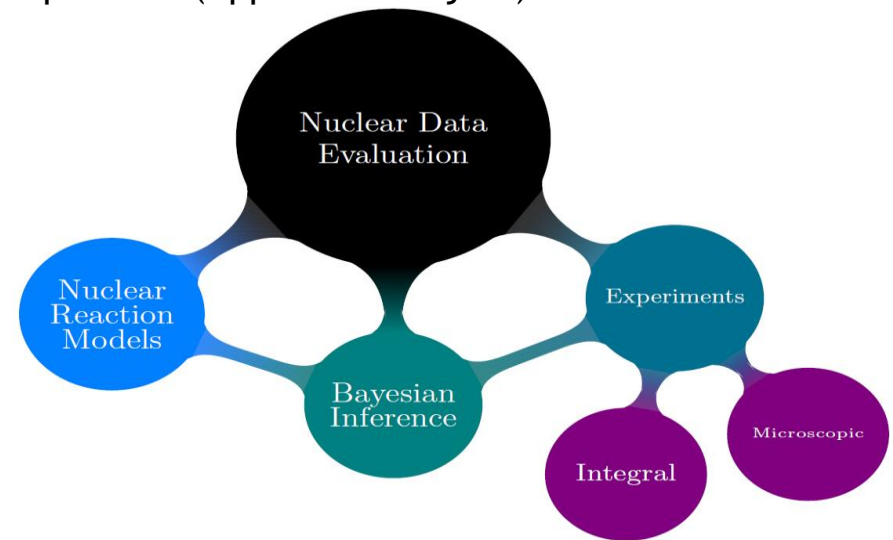 Nuclear Data
Evaluation
Nuclear
Reaction
Models
Experiments
Bayesian
Inference
Microscopic
Integral